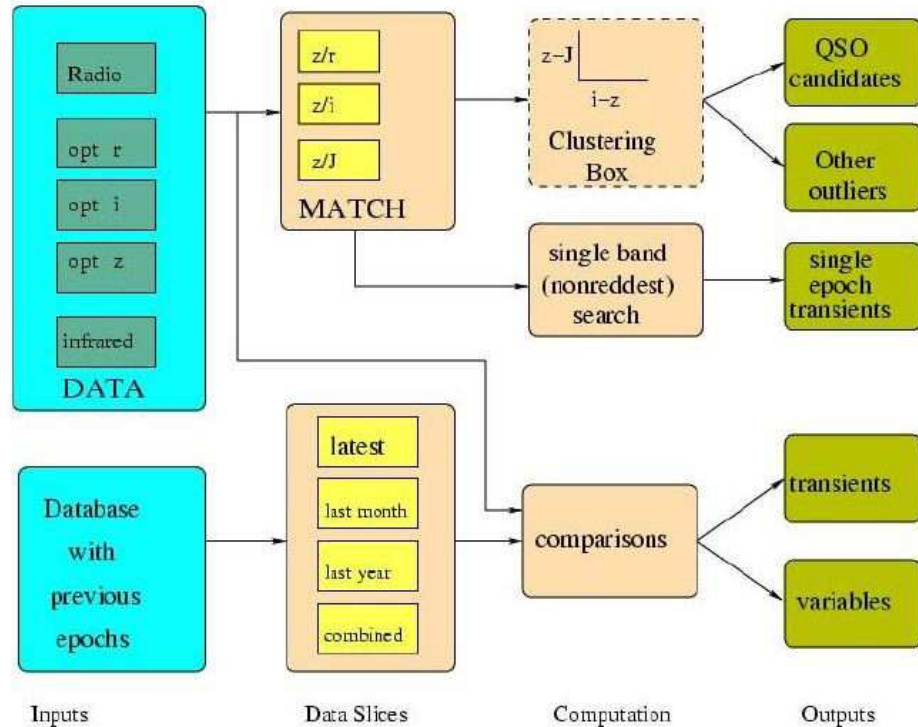 Radio
opt r
opt i
opt z
infrared
DATA
z/r
z/i
z/J
MATCH
z-J
i-z
Clustering
Box
QSO
candidates
Other
outliers
single band
(nonreddest)
search
single
epoch
transients
Database
with
previous
epochs
latest
last month
last year
combined
comparisons
transients
variables
Inputs
Data Slices
Computation
Outputs